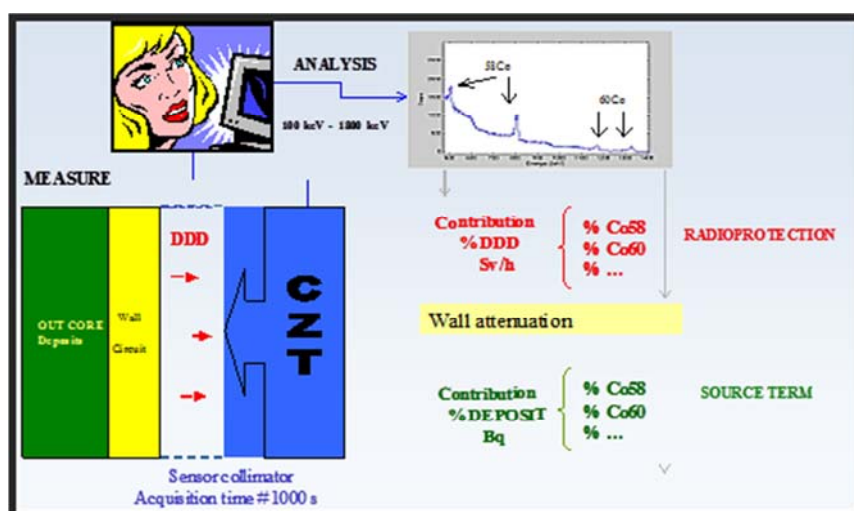 ANALYSIS
100 keV - 1800 keV
58Co
60Co
MEASURE
OUT CORE
Deposits
Wall
Circuit
DDD
CZT
Sensor collimator
Acquisition time # 1000 s
Contribution
%DDD
Sv/h
% Co58
% Co60
% ...
RADIOPROTECTION
Wall attenuation
Contribution
%DEPOSIT
Bq
% Co58
% Co60
% ...
SOURCE TERM